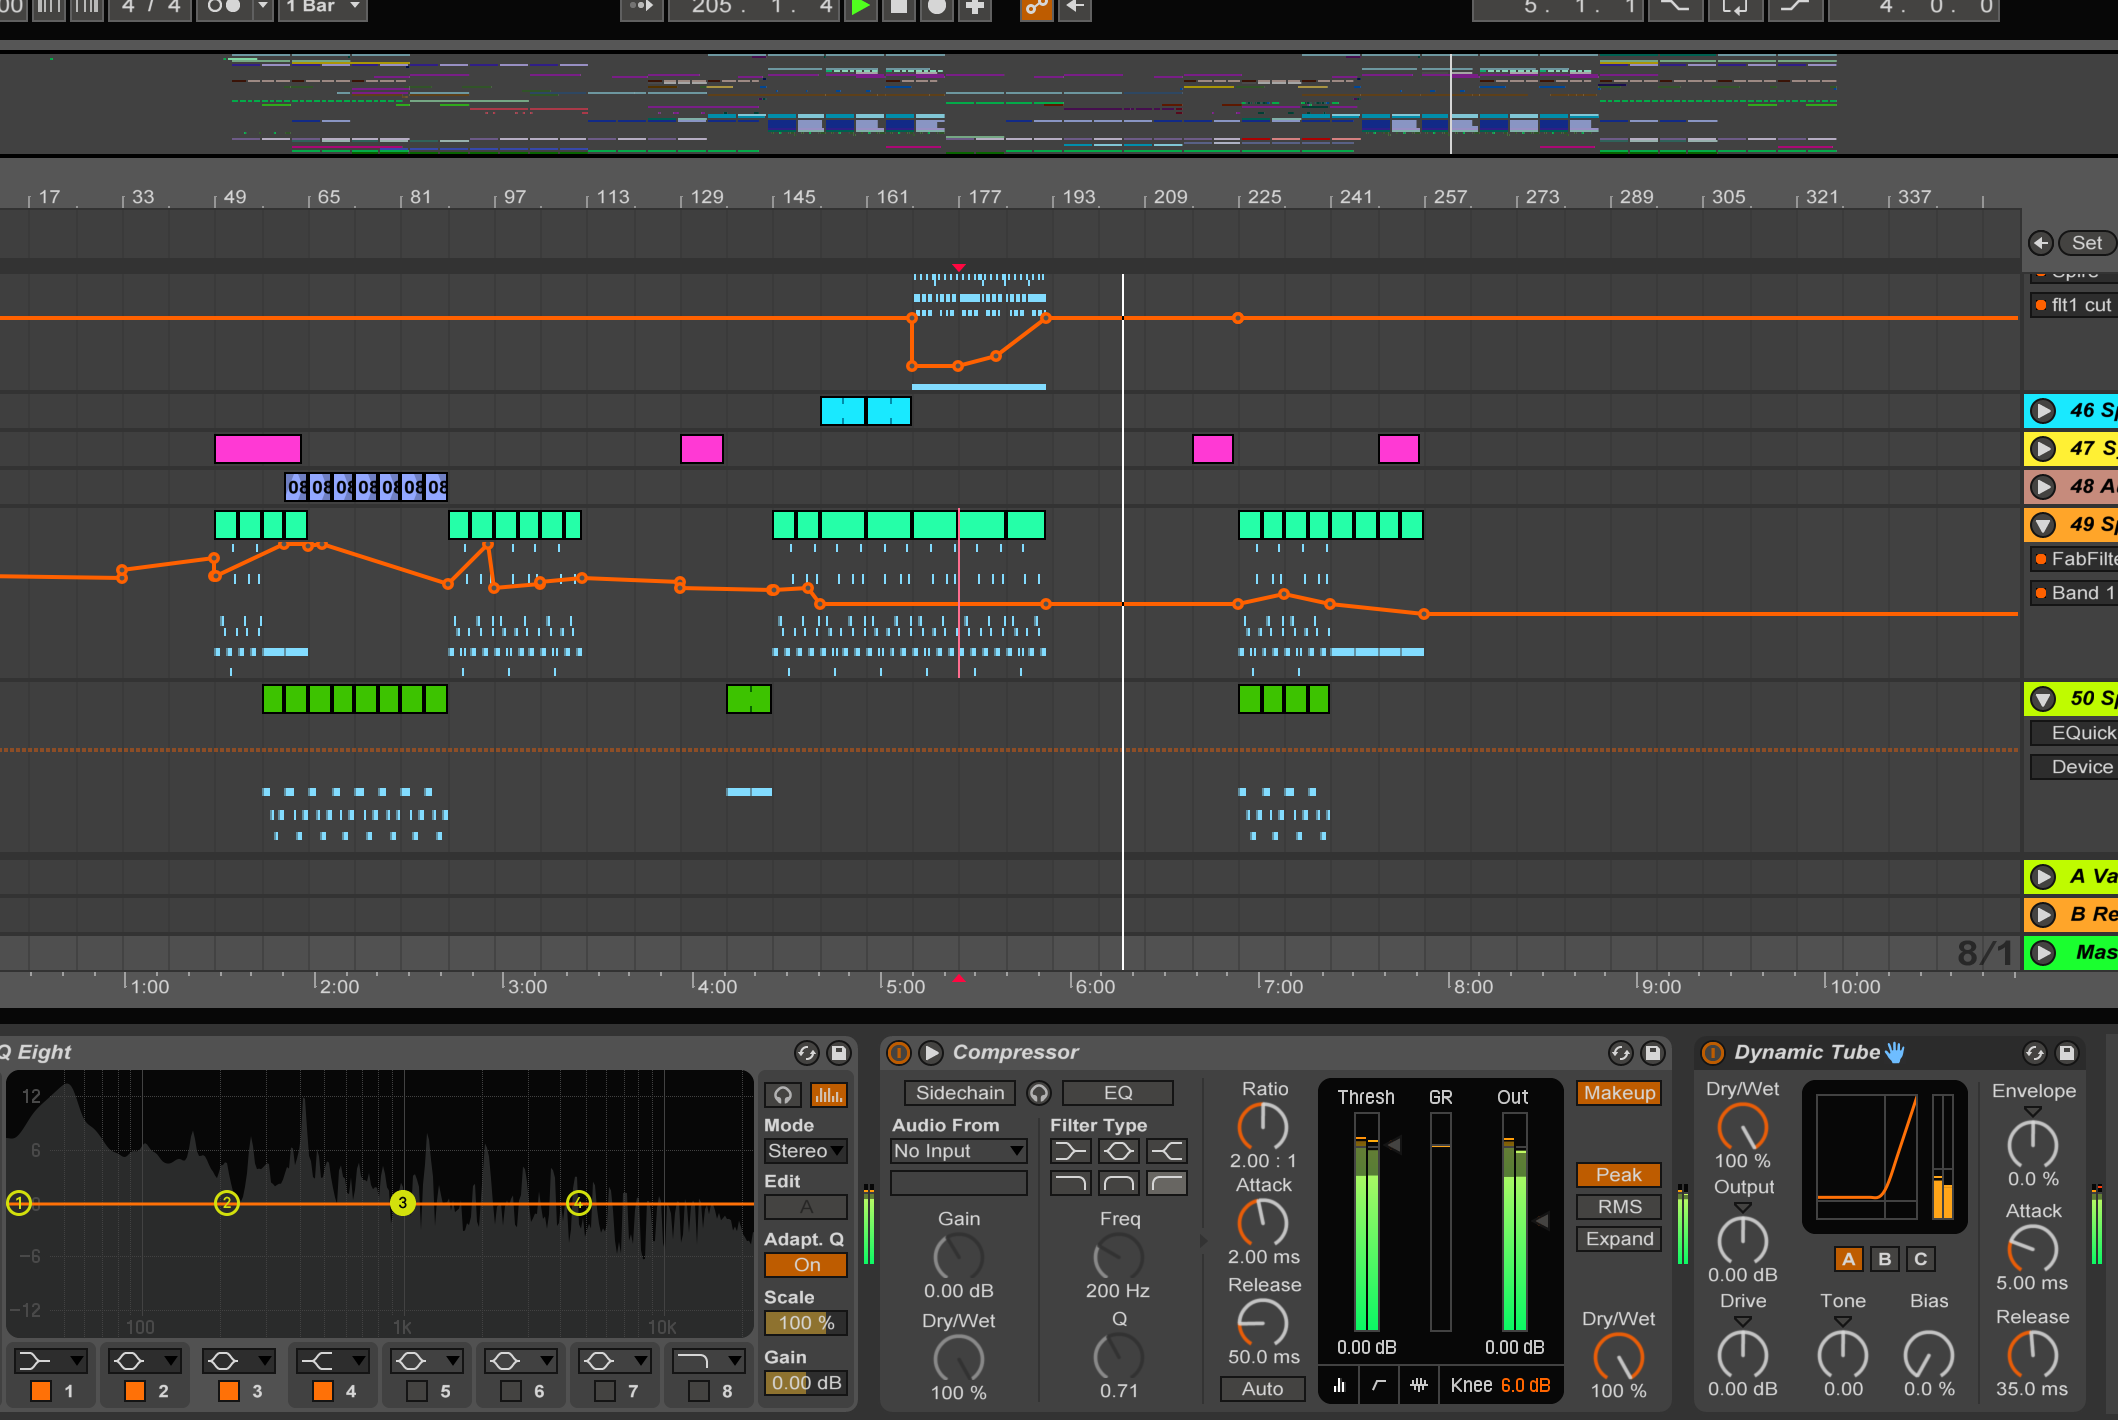 00 4 / 4 1 Bar 205. 1. 4 5. 1. 1 4. 0. 0
17 33 49 65 81 97 113 129 145 161 177 193 209 225 241 257 273 289 305 321 337
Set
flt1 cut
46 Sp
47 S
48 Au
08 08 08 08 08 08 08
49 Sp
FabFilte
Band 1
50 Sp
EQuick
Device
A Va
B Re
8/1 Mas
1:00 2:00 3:00 4:00 5:00 6:00 7:00 8:00 9:00 10:00
Q Eight
12
6
0
-6
-12
100 1k 10k
1 2 3 4
1 2 3 4 5 6 7 8
Mode
Stereo
Edit
A
Adapt. Q
On
Scale
100 %
Gain
0.00 dB
Compressor
Sidechain EQ
Audio From Filter Type
No Input
Gain Freq
0.00 dB 200 Hz
Dry/Wet Q
100 % 0.71
Ratio
2.00 : 1
Attack
2.00 ms
Release
50.0 ms
Auto
Thresh GR Out
0.00 dB 0.00 dB
Knee 6.0 dB
Makeup
Peak
RMS
Expand
Dry/Wet
100 %
Dynamic Tube
Dry/Wet
100 %
Output
0.00 dB
A B C
Drive Tone Bias
0.00 dB 0.00 0.0 %
Envelope
0.0 %
Attack
5.00 ms
Release
35.0 ms